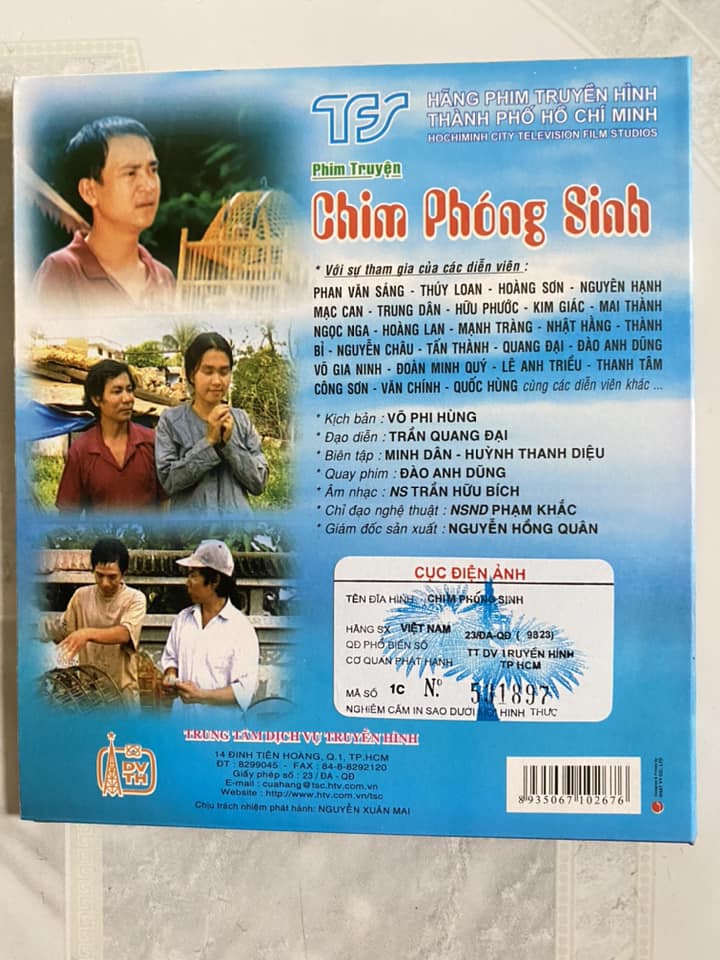 TFS
HÃNG PHIM TRUYỀN HÌNH
THÀNH PHỐ HỒ CHÍ MINH
HOCHIMINH CITY TELEVISION FILM STUDIOS
Phim Truyện
Chim Phóng Sinh
* Với sự tham gia của các diễn viên :
PHAN VĂN SÁNG - THÚY LOAN - HOÀNG SƠN - NGUYÊN HẠNH
MẠC CAN - TRUNG DÂN - HỮU PHƯỚC - KIM GIÁC - MAI THÀNH
NGỌC NGA - HOÀNG LAN - MẠNH TRÀNG - NHẬT HẰNG - THÀNH
BỈ - NGUYỄN CHÂU - TẤN THÀNH - QUANG ĐẠI - ĐÀO ANH DŨNG
VÕ GIA NINH - ĐOÀN MINH QUÝ - LÊ ANH TRIỀU - THANH TÂM
CÔNG SƠN - VĂN CHÍNH - QUỐC HÙNG cùng các diễn viên khác ...
* Kịch bản : VÕ PHI HÙNG
* Đạo diễn : TRẦN QUANG ĐẠI
* Biên tập : MINH DÂN - HUỲNH THANH DIỆU
* Quay phim : ĐÀO ANH DŨNG
* Âm nhạc : NS TRẦN HỮU BÍCH
* Chỉ đạo nghệ thuật : NSND PHẠM KHẮC
* Giám đốc sản xuất : NGUYỄN HỒNG QUÂN
CỤC ĐIỆN ẢNH
TÊN ĐĨA HÌNH CHIM PHÓNG SINH
HÃNG SX VIỆT NAM
QĐ PHỔ BIẾN SỐ 23/ĐA-QĐ ( 9823)
CƠ QUAN PHÁT HÀNH TT DV TRUYỀN HÌNH
TP HCM
MÃ SỐ 1C No 501897
NGHIÊM CẤM IN SAO DƯỚI MỌI HÌNH THỨC
TRUNG TÂM DỊCH VỤ TRUYỀN HÌNH
14 ĐINH TIÊN HOÀNG, Q.1, TP.HCM
ĐT : 8299045 - FAX : 84-8-8292120
Giấy phép số : 23 / ĐA - QĐ
E-mail : cuahang@tsc.htv.com.vn
Website : http://www.htv.com.vn/tsc
Chịu trách nhiệm phát hành: NGUYỄN XUÂN MAI
DV
TH
8935067102676